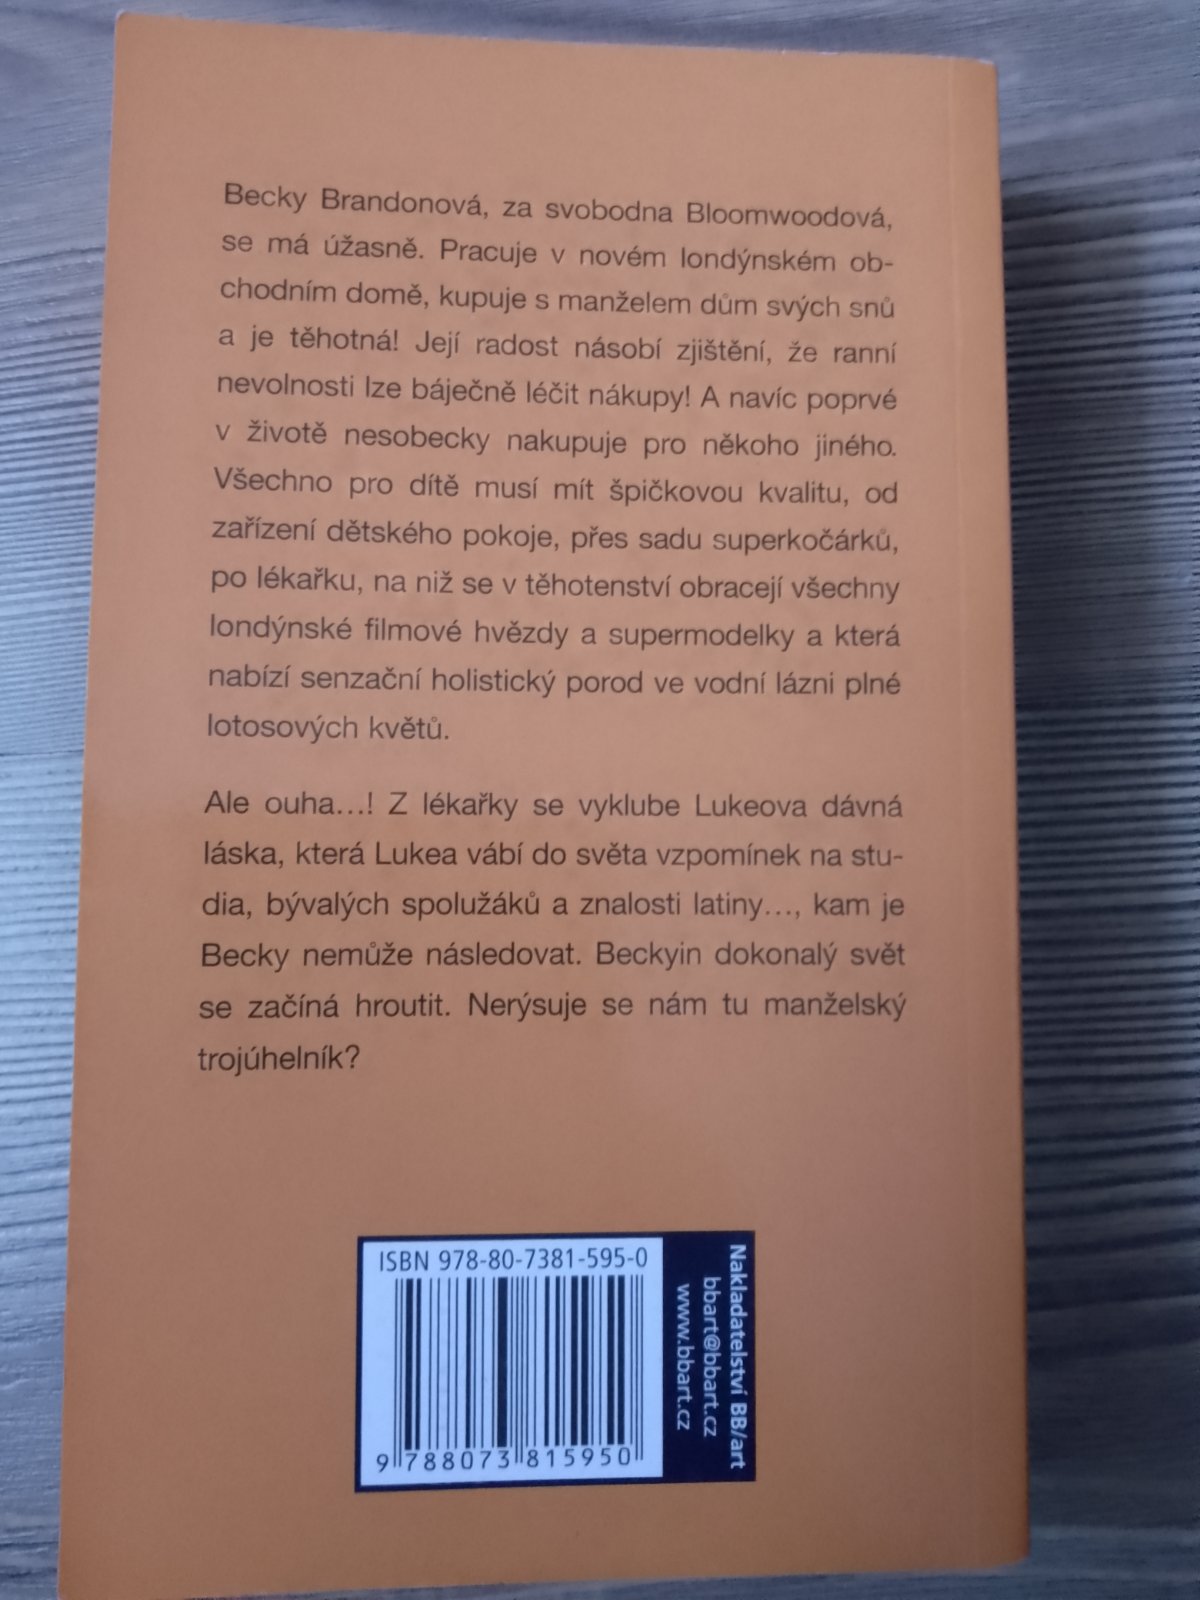 Becky Brandonová, za svobodna Bloomwoodová,
se má úžasně. Pracuje v novém londýnském ob-
chodním domě, kupuje s manželem dům svých snů
a je těhotná! Její radost násobí zjištění, že ranní
nevolnosti lze báječně léčit nákupy! A navíc poprvé
v životě nesobecky nakupuje pro někoho jiného.
Všechno pro dítě musí mít špičkovou kvalitu, od
zařízení dětského pokoje, přes sadu superkočárků,
po lékařku, na niž se v těhotenství obracejí všechny
londýnské filmové hvězdy a supermodelky a která
nabízí senzační holistický porod ve vodní lázni plné
lotosových květů.
Ale ouha...! Z lékařky se vyklube Lukeova dávná
láska, která Lukea vábí do světa vzpomínek na stu-
dia, bývalých spolužáků a znalosti latiny..., kam je
Becky nemůže následovat. Beckyin dokonalý svět
se začíná hroutit. Nerýsuje se nám tu manželský
trojúhelník?
ISBN 978-80-7381-595-0
9 788073 815950
Nakladatelství BB/art
bbart@bbart.cz
www.bbart.cz